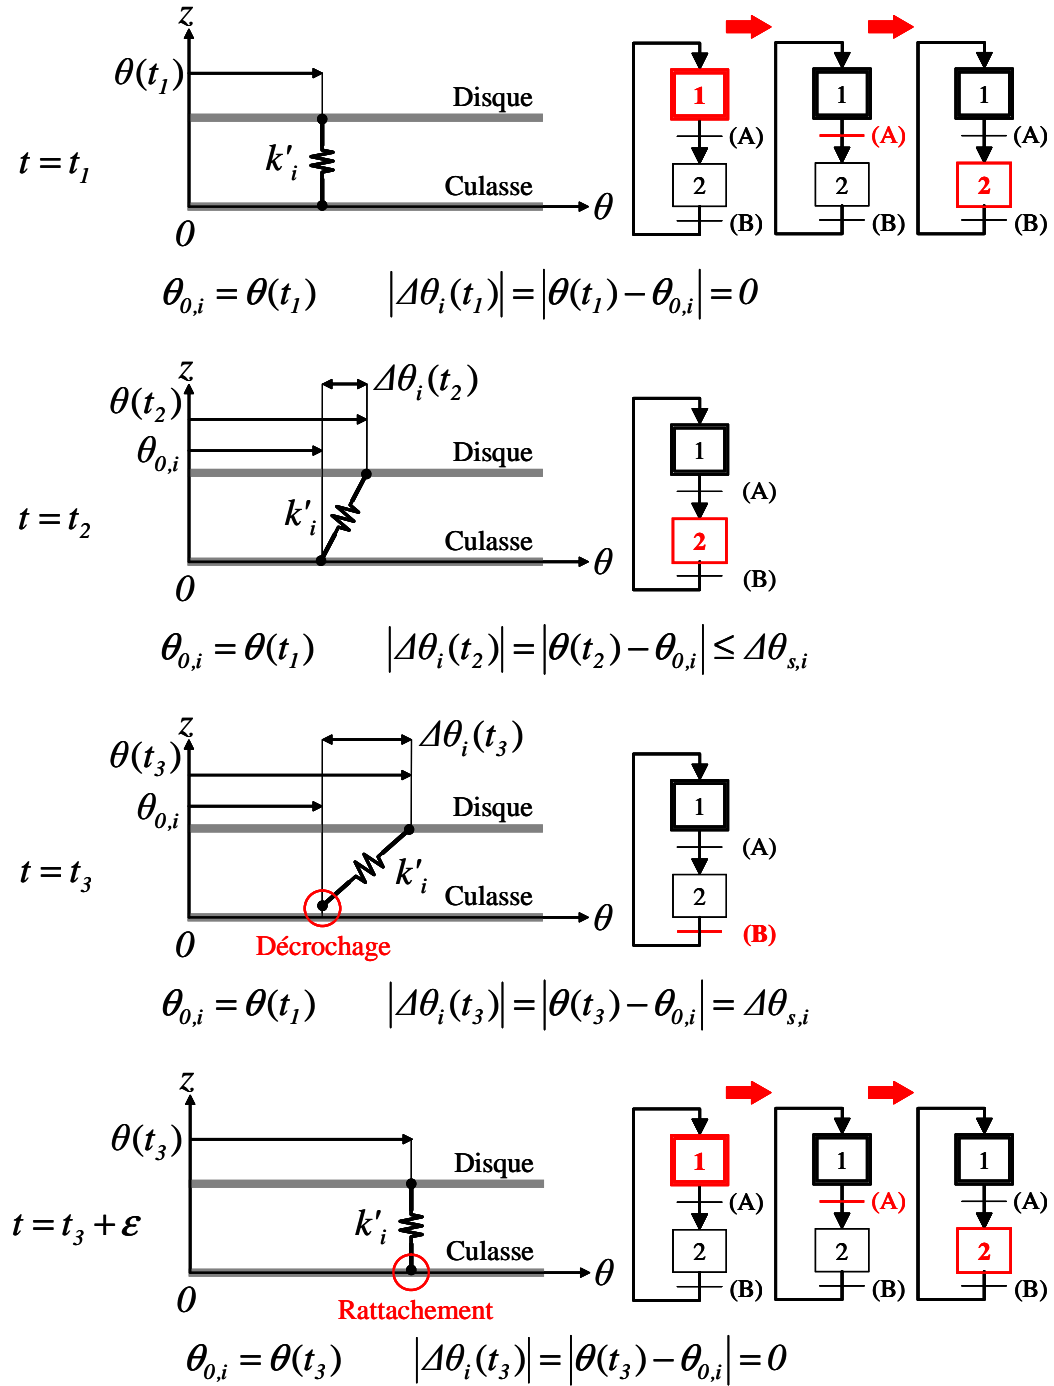 z
θ(t₁)
Disque
t = t₁
k'ᵢ
Culasse
θ
0
1 1 1
(A) (A) (A)
2 2 2
(B) (B) (B)
θ₀,ᵢ = θ(t₁) |Δθᵢ(t₁)| = |θ(t₁) − θ₀,ᵢ| = 0
z
Δθᵢ(t₂)
θ(t₂)
θ₀,ᵢ
Disque
t = t₂
k'ᵢ
Culasse
θ
0
1
(A)
2
(B)
θ₀,ᵢ = θ(t₁) |Δθᵢ(t₂)| = |θ(t₂) − θ₀,ᵢ| ≤ Δθₛ,ᵢ
z
Δθᵢ(t₃)
θ(t₃)
θ₀,ᵢ
Disque
t = t₃
k'ᵢ
Culasse
θ
0
Décrochage
1
(A)
2
(B)
θ₀,ᵢ = θ(t₁) |Δθᵢ(t₃)| = |θ(t₃) − θ₀,ᵢ| = Δθₛ,ᵢ
z
θ(t₃)
Disque
t = t₃ + ε
k'ᵢ
Culasse
θ
0
Rattachement
1 1 1
(A) (A) (A)
2 2 2
(B) (B) (B)
θ₀,ᵢ = θ(t₃) |Δθᵢ(t₃)| = |θ(t₃) − θ₀,ᵢ| = 0